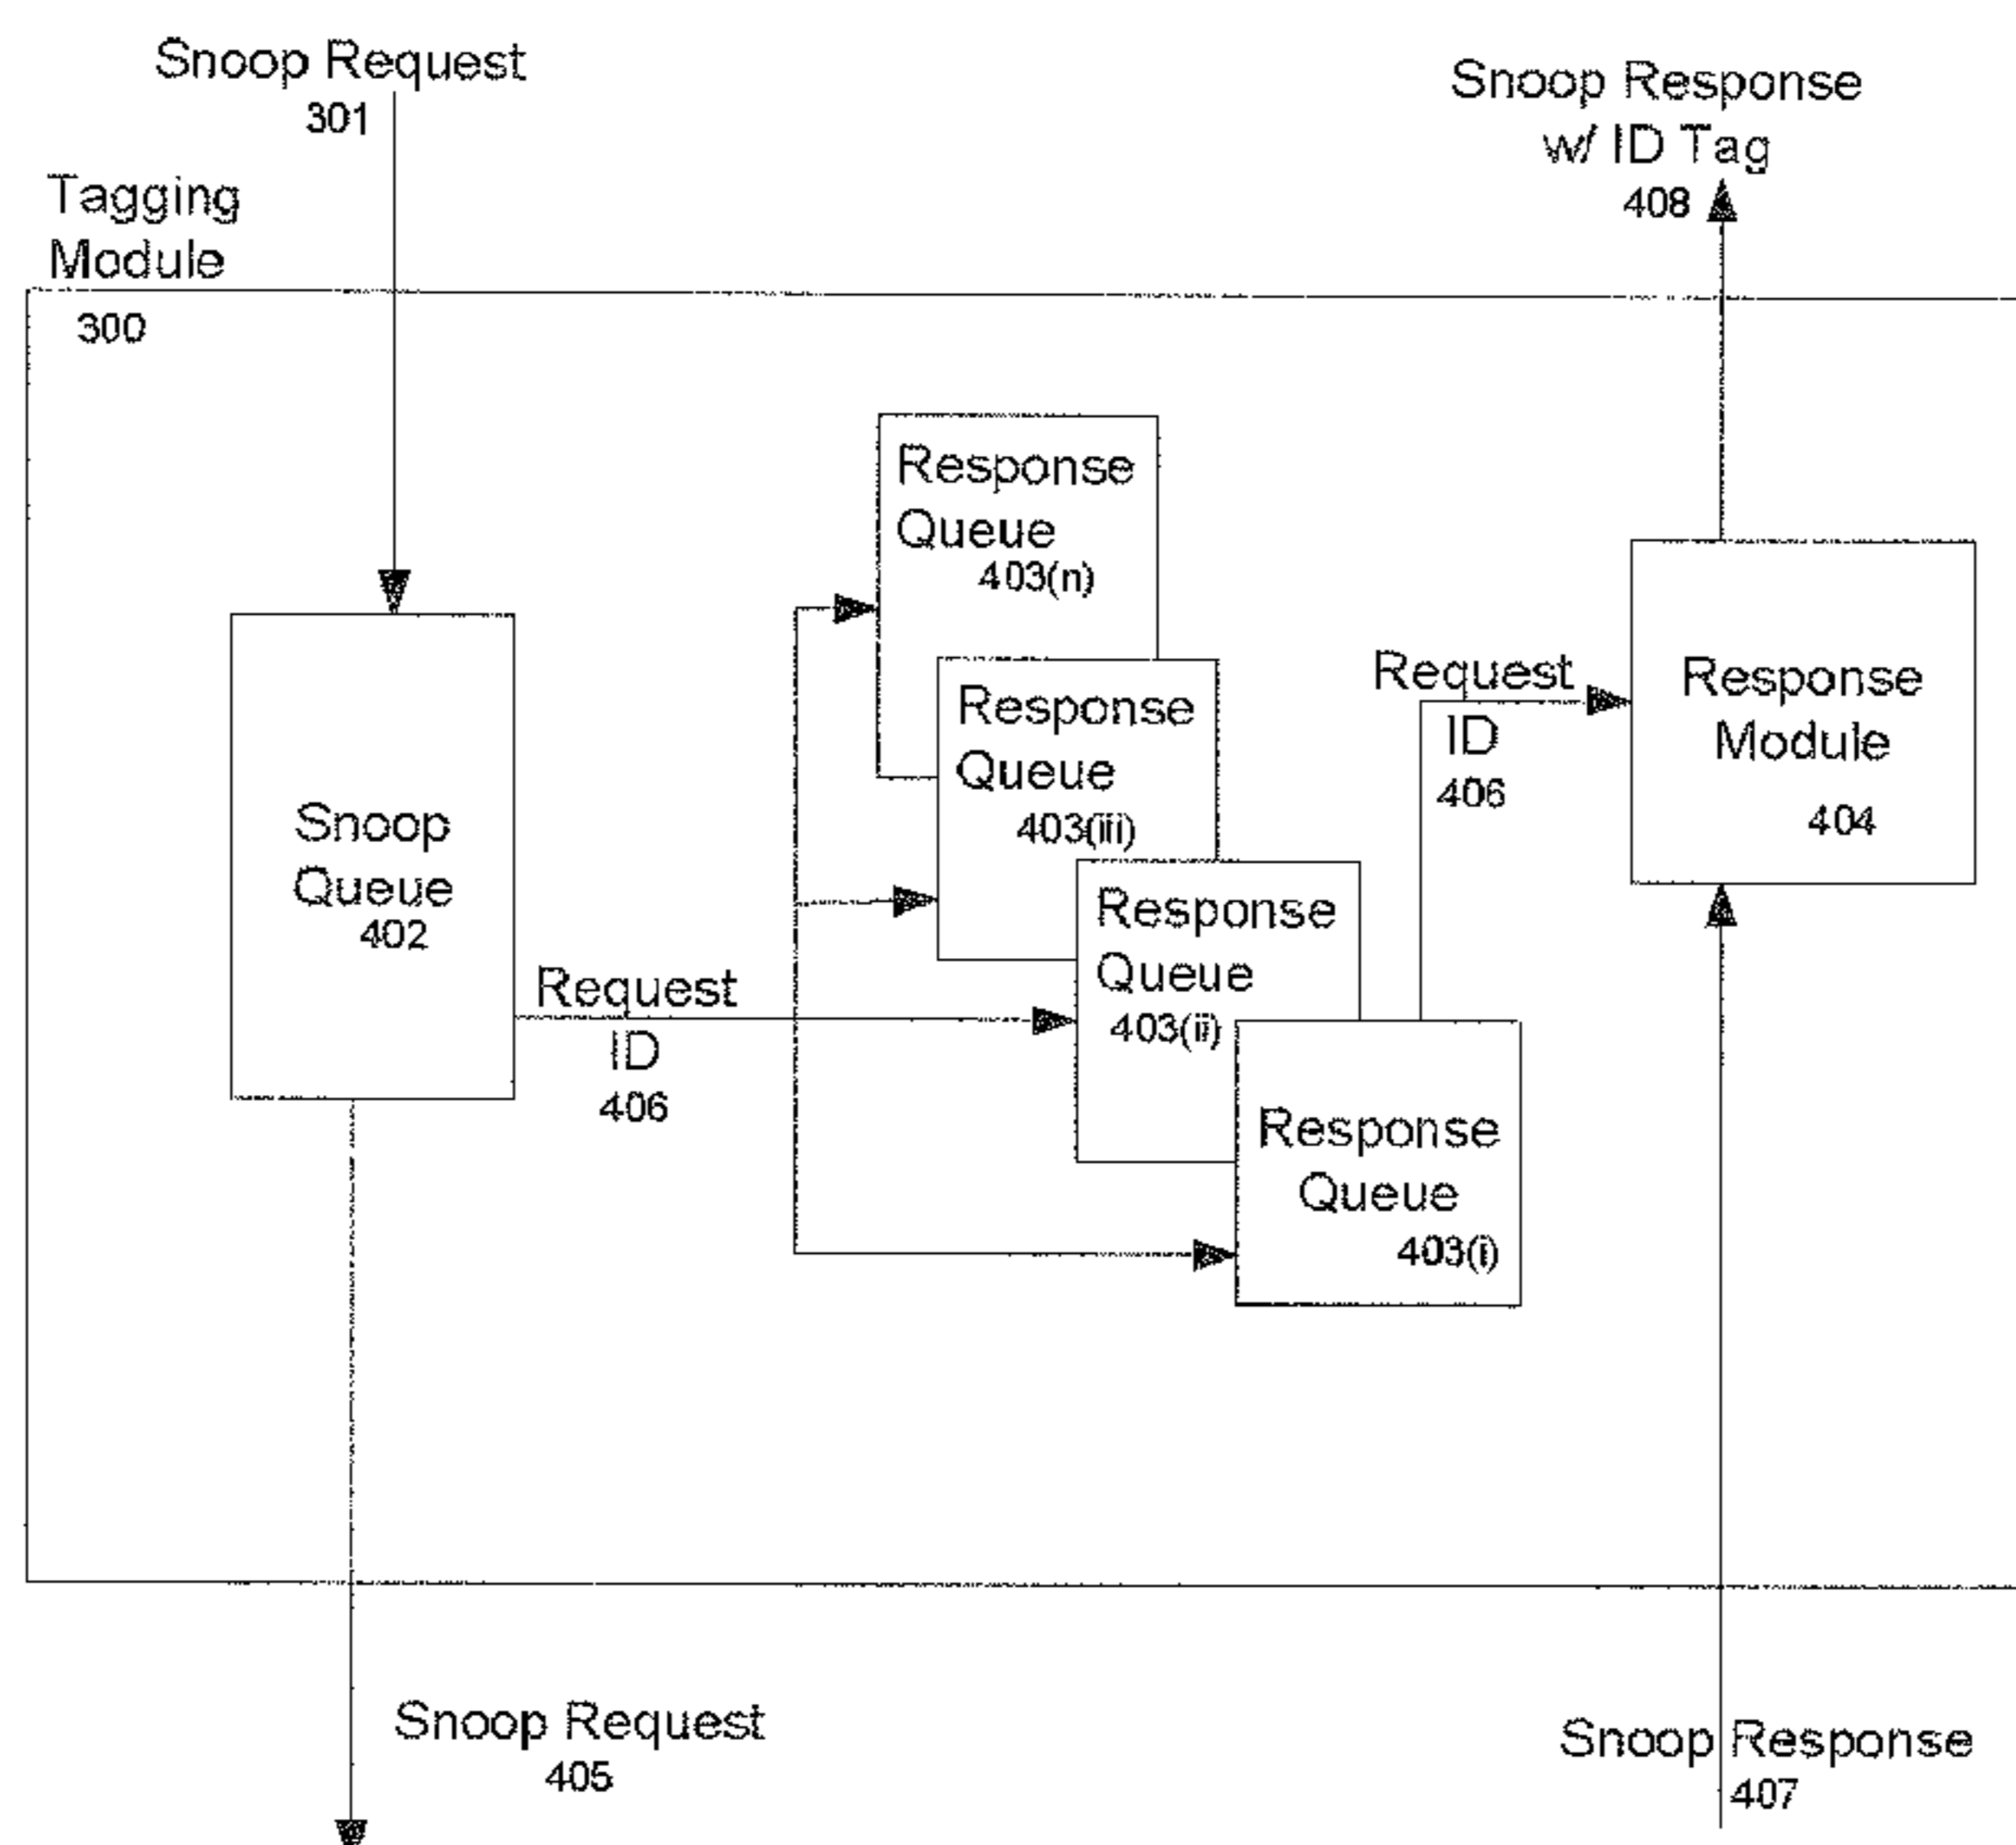 Snoop Request
301
Snoop Response
w/ ID Tag
408
Tagging
Module
300
Response
Queue
403(n)
Response
Queue
403(iii)
Request
ID
406
Response
Module
404
Snoop
Queue
402
Response
Queue
403(ii)
Request
ID
406
Response
Queue
403(i)
Snoop Request
405
Snoop Response
407